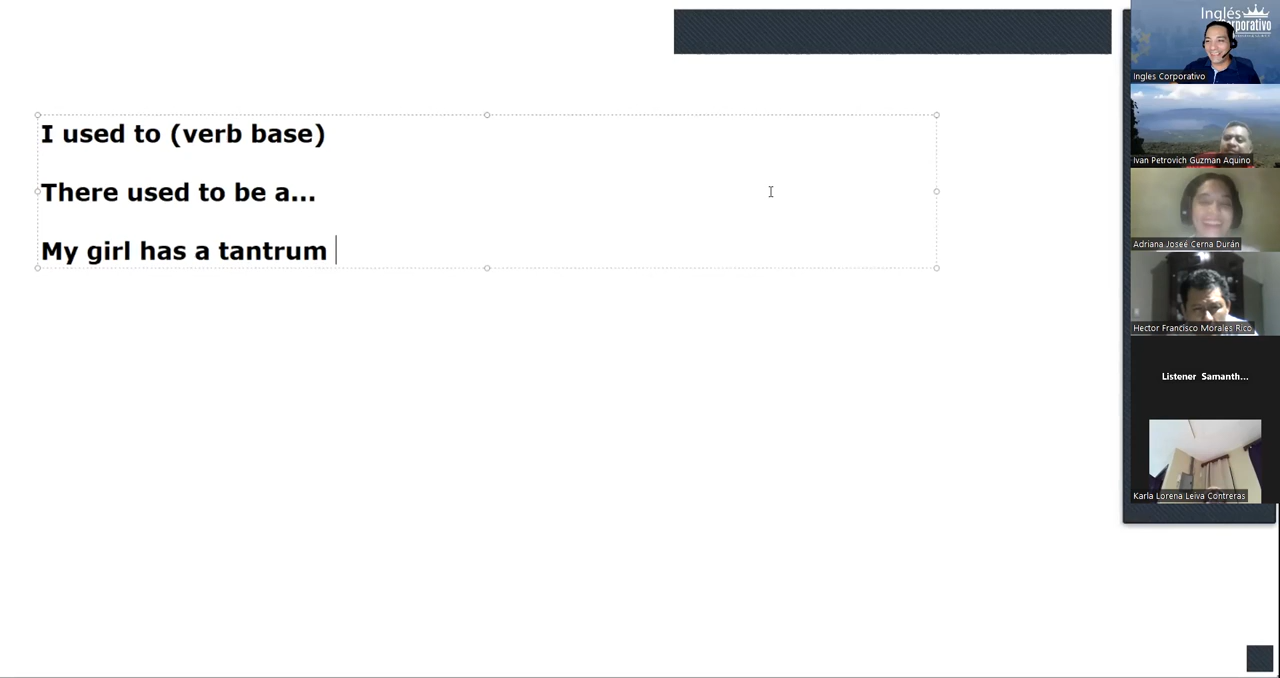 I used to (verb base)
There used to be a...
My girl has a tantrum
Inglés
Corporativo
Ingles Corporativo
Ivan Petrovich Guzman Aquino
Adriana Joseé Cerna Durán
Hector Francisco Morales Rico
Listener Samanth...
Karla Lorena Leiva Contreras